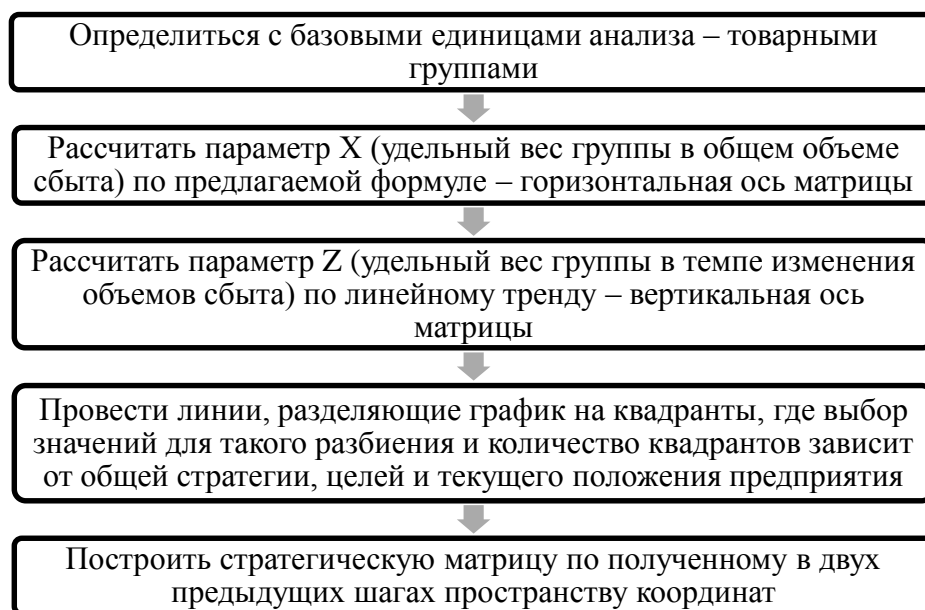 Определиться с базовыми единицами анализа – товарными
группами
Рассчитать параметр X (удельный вес группы в общем объеме
сбыта) по предлагаемой формуле – горизонтальная ось матрицы
Рассчитать параметр Z (удельный вес группы в темпе изменения
объемов сбыта) по линейному тренду – вертикальная ось
матрицы
Провести линии, разделяющие график на квадранты, где выбор
значений для такого разбиения и количество квадрантов зависит
от общей стратегии, целей и текущего положения предприятия
Построить стратегическую матрицу по полученному в двух
предыдущих шагах пространству координат